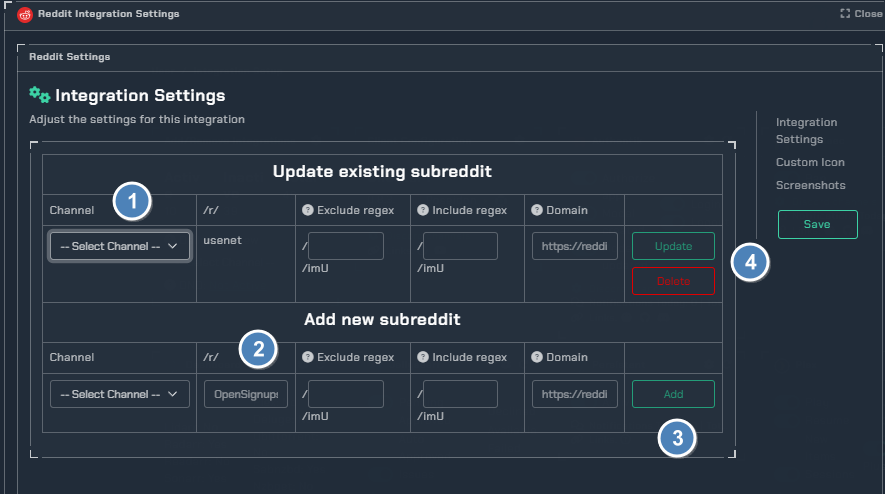 Reddit Integration Settings
Close
Reddit Settings
Integration Settings
Adjust the settings for this integration
Integration
Settings
Custom Icon
Screenshots
Save
Update existing subreddit
1
Channel /r/ ? Exclude regex ? Include regex ? Domain
-- Select Channel -- usenet / /imU / /imU https://reddi Update
Delete
4
Add new subreddit
2
Channel /r/ ? Exclude regex ? Include regex ? Domain
-- Select Channel -- OpenSignups / /imU / /imU https://reddi Add
3